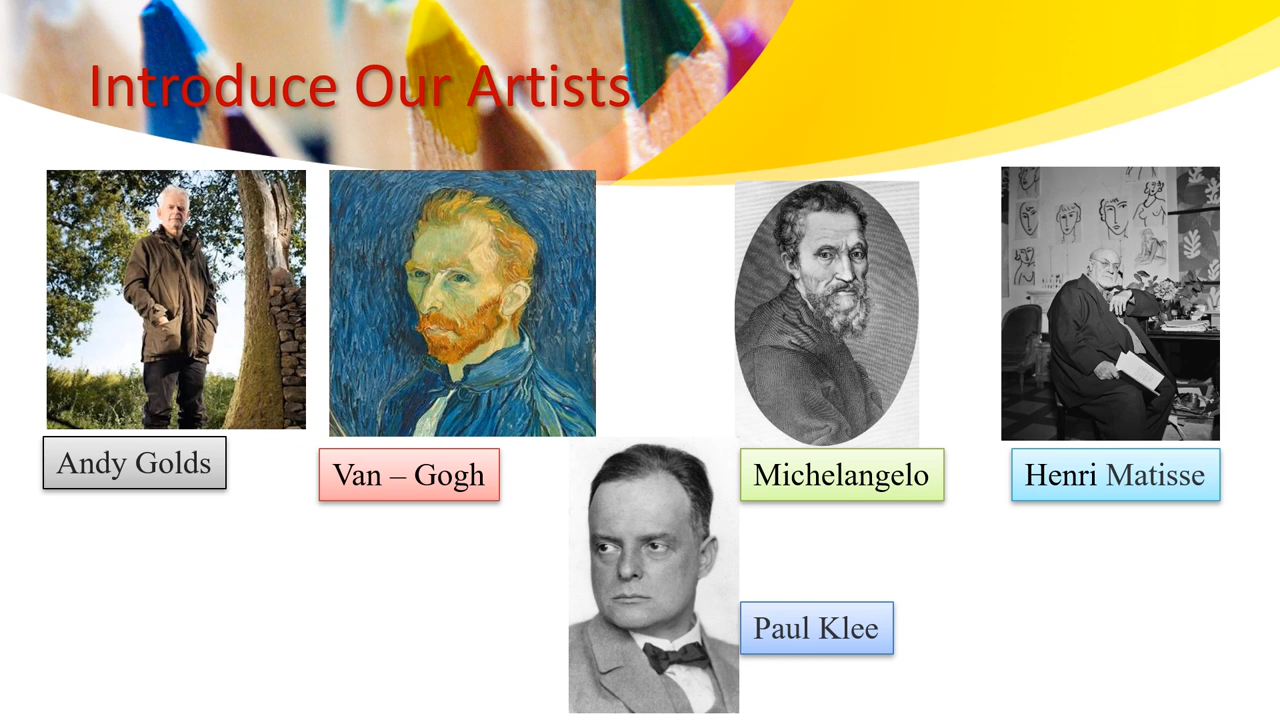 Introduce Our Artists
Andy Golds
Van – Gogh
Michelangelo
Henri Matisse
Paul Klee